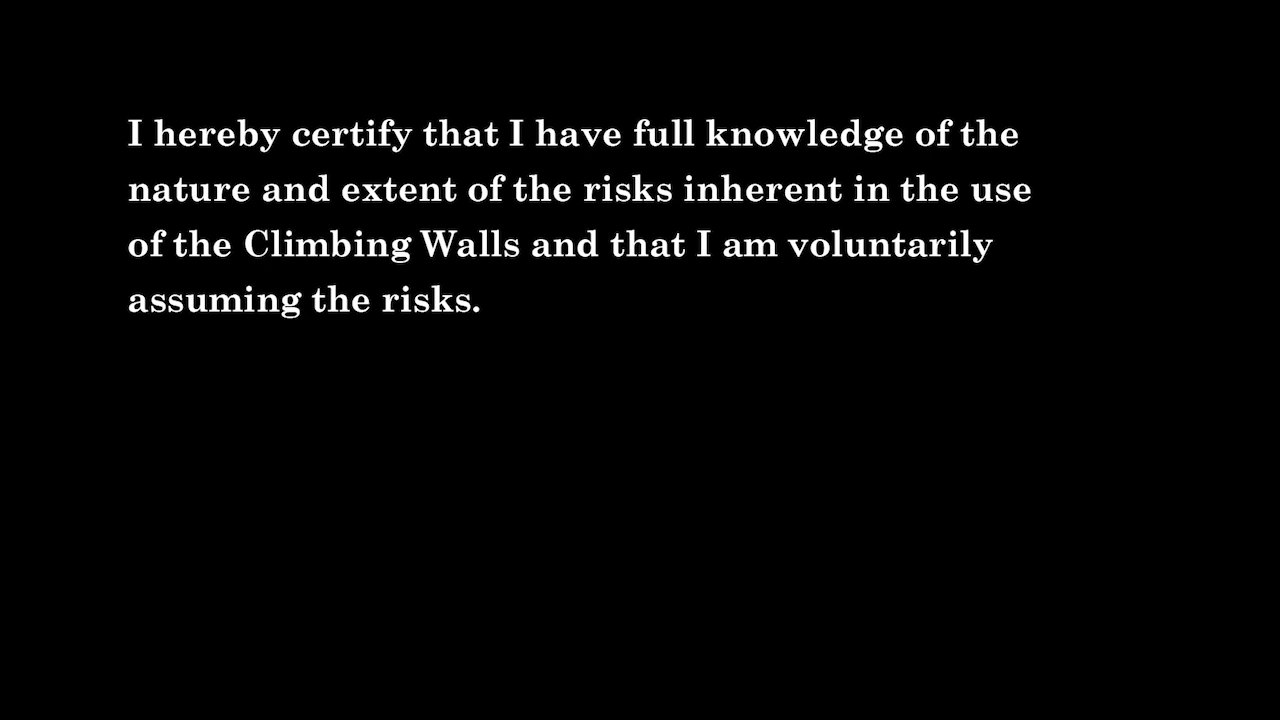 I hereby certify that I have full knowledge of the
nature and extent of the risks inherent in the use
of the Climbing Walls and that I am voluntarily
assuming the risks.